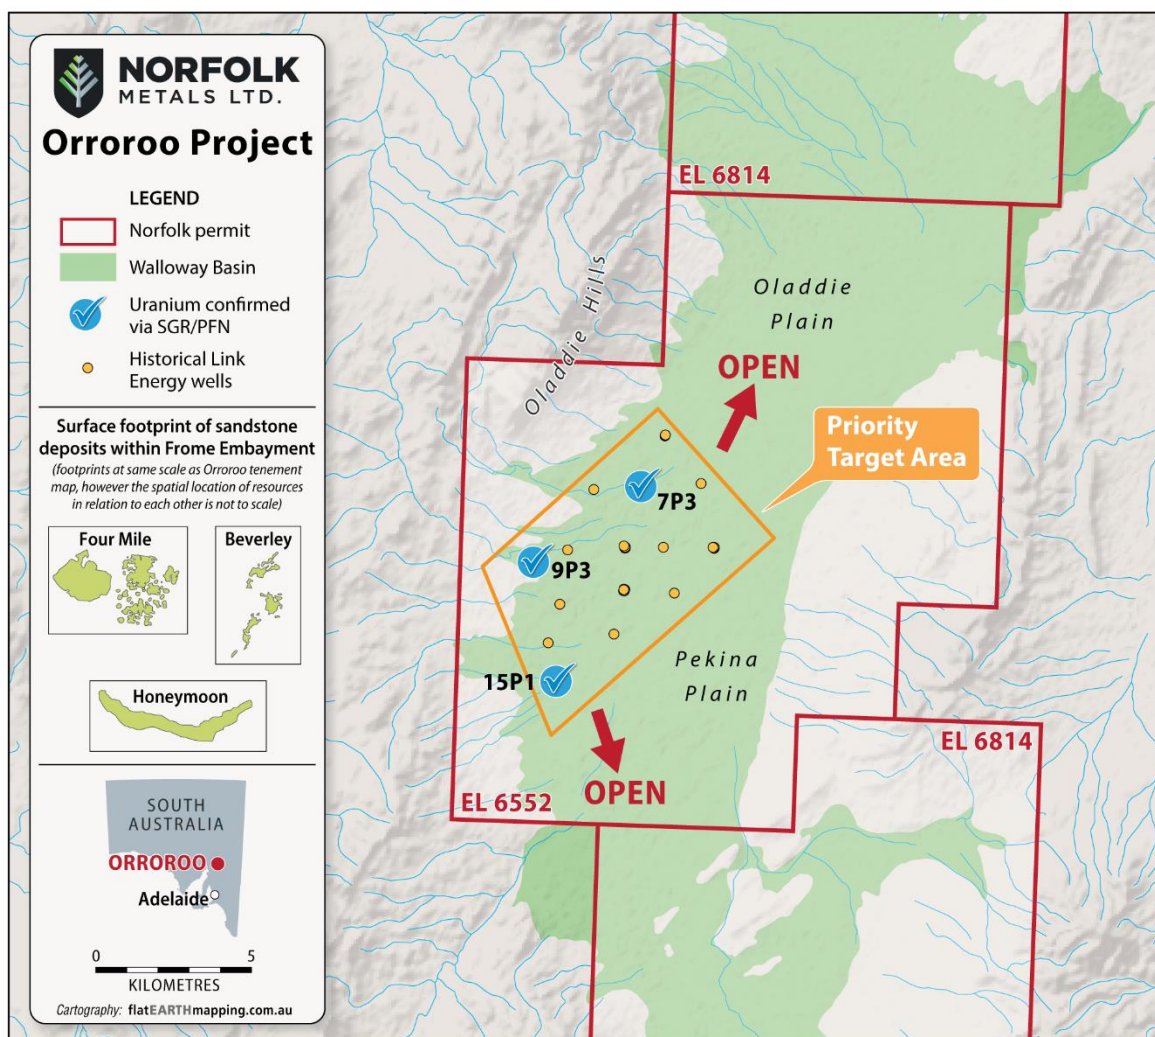 NORFOLK
METALS LTD.
Orroroo Project
LEGEND
Norfolk permit
Walloway Basin
Uranium confirmed
via SGR/PFN
Historical Link
Energy wells
Surface footprint of sandstone
deposits within Frome Embayment
(footprints at same scale as Orroroo tenement
map, however the spatial location of resources
in relation to each other is not to scale)
Four Mile
Beverley
Honeymoon
SOUTH
AUSTRALIA
ORROROO
Adelaide
0 5
KILOMETRES
Cartography: flatEARTHmapping.com.au
EL 6814
Oladdie Hills
Oladdie
Plain
OPEN
Priority
Target Area
7P3
9P3
15P1
Pekina
Plain
OPEN
EL 6552
EL 6814